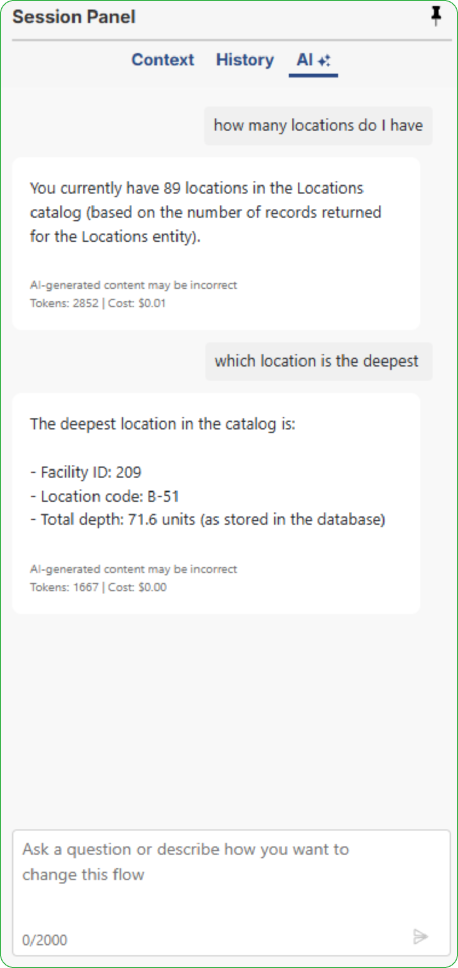 Session Panel
Context History AI
how many locations do I have
You currently have 89 locations in the Locations
catalog (based on the number of records returned
for the Locations entity).
AI-generated content may be incorrect
Tokens: 2852 | Cost: $0.01
which location is the deepest
The deepest location in the catalog is:
- Facility ID: 209
- Location code: B-51
- Total depth: 71.6 units (as stored in the database)
AI-generated content may be incorrect
Tokens: 1667 | Cost: $0.00
Ask a question or describe how you want to
change this flow
0/2000